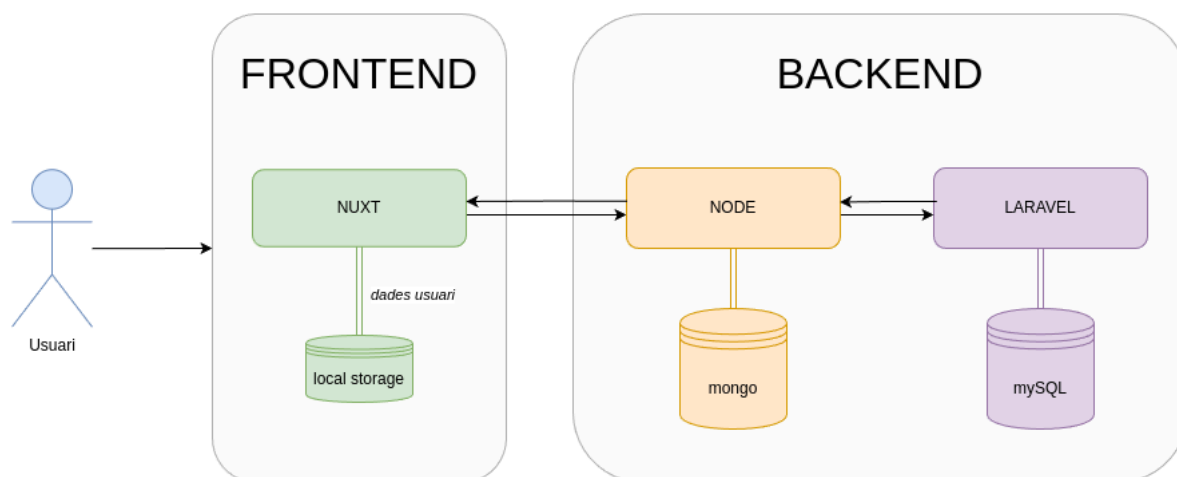 FRONTEND
BACKEND
NUXT
NODE
LARAVEL
dades usuari
Usuari
local storage
mongo
mySQL